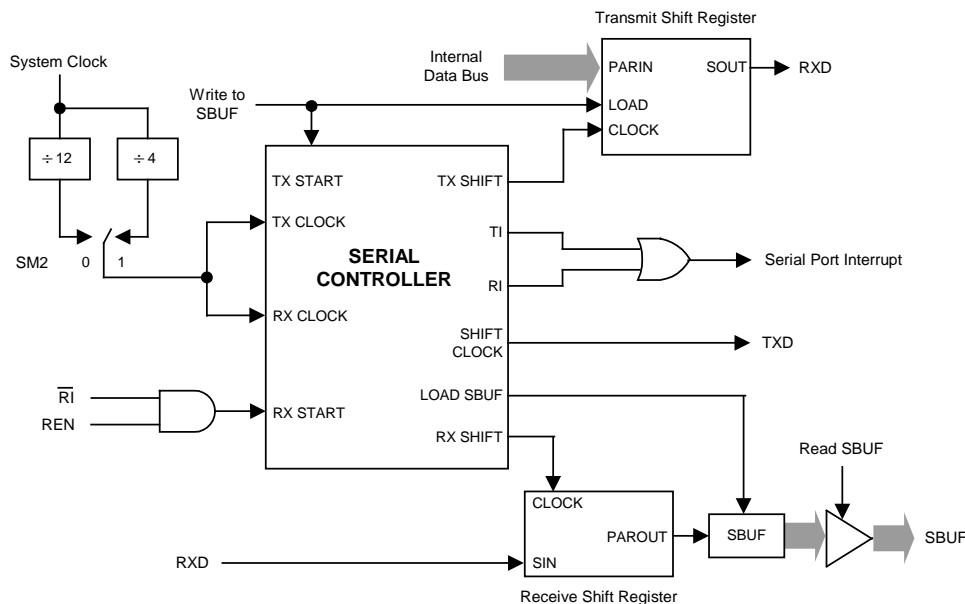 Transmit Shift Register
System Clock
Internal
Data Bus
PARIN
SOUT
RXD
Write to
SBUF
LOAD
CLOCK
÷ 12
÷ 4
TX START
TX SHIFT
TX CLOCK
TI
SERIAL
CONTROLLER
SM2
0
1
Serial Port Interrupt
RI
RX CLOCK
SHIFT
CLOCK
TXD
R̅I̅
REN
RX START
LOAD SBUF
RX SHIFT
Read SBUF
CLOCK
PAROUT
SBUF
SBUF
RXD
SIN
Receive Shift Register